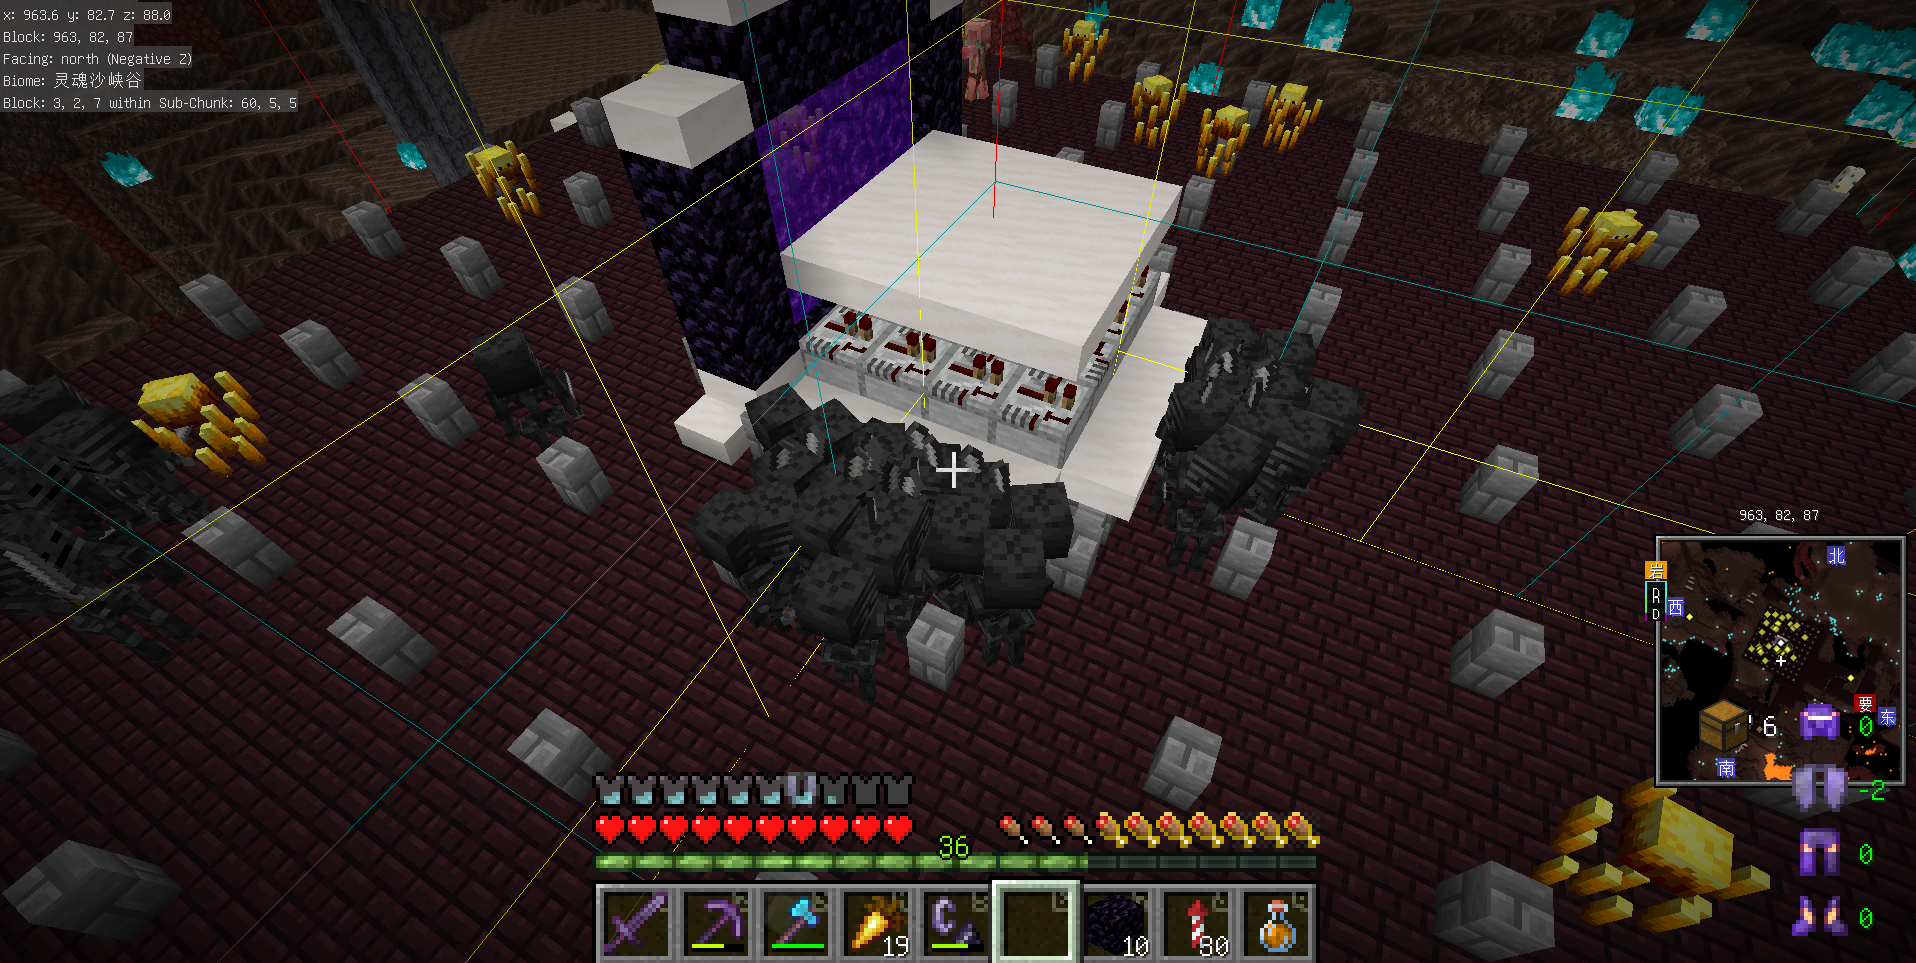 x: 963.6 y: 82.7 z: 88.0
Block: 963, 82, 87
Facing: north (Negative Z)
Biome: 灵魂沙峡谷
Block: 3, 2, 7 within Sub-Chunk: 60, 5, 5
963, 82, 87
北
岩
R
D
西
要
东
南
6
0
-2
0
0
36
19
10
80